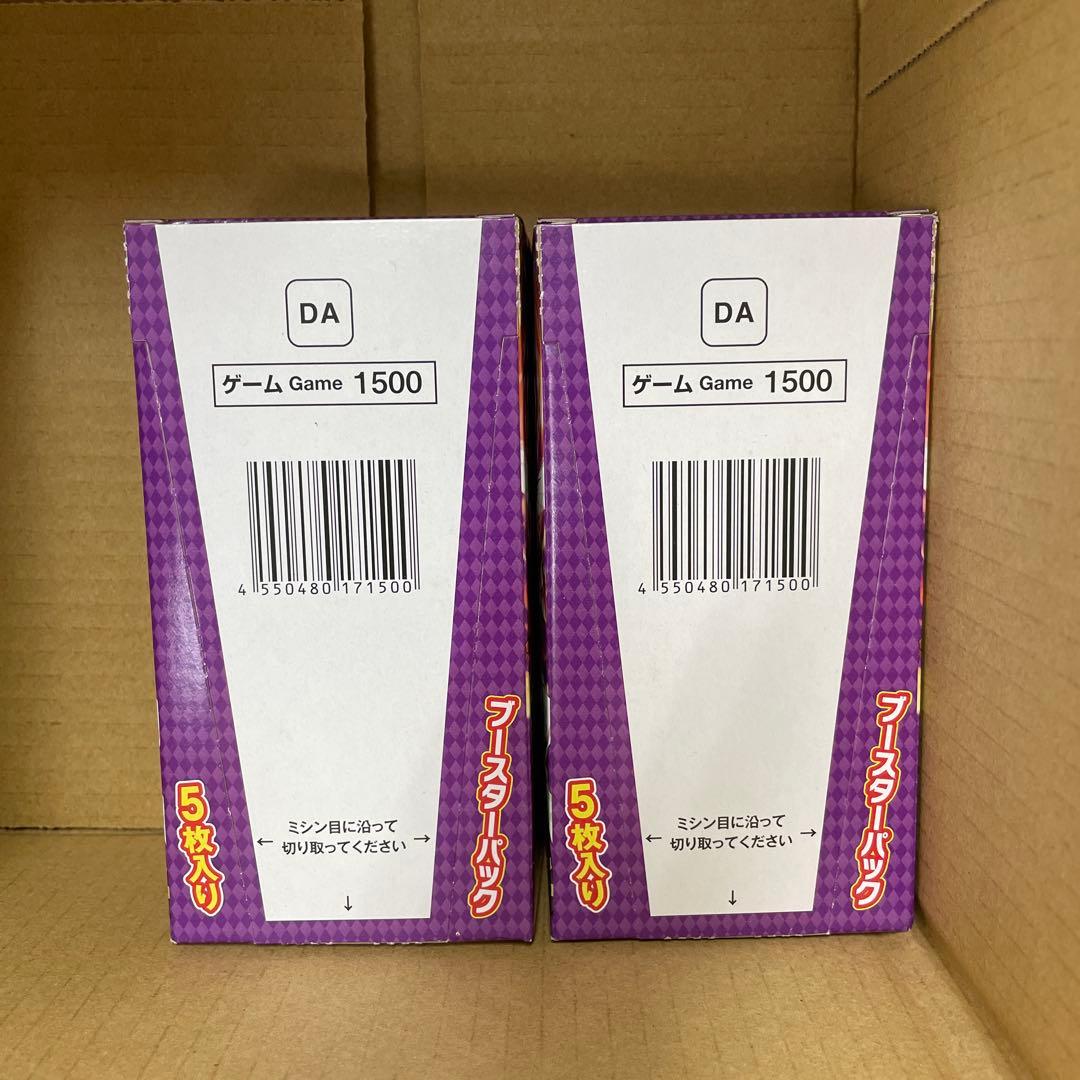 DA
ゲーム Game 1500
4 550480 171500
5枚入り
ミシン目に沿って
切り取ってください
ブースターパック
DA
ゲーム Game 1500
4 550480 171500
5枚入り
ミシン目に沿って
切り取ってください
ブースターパック